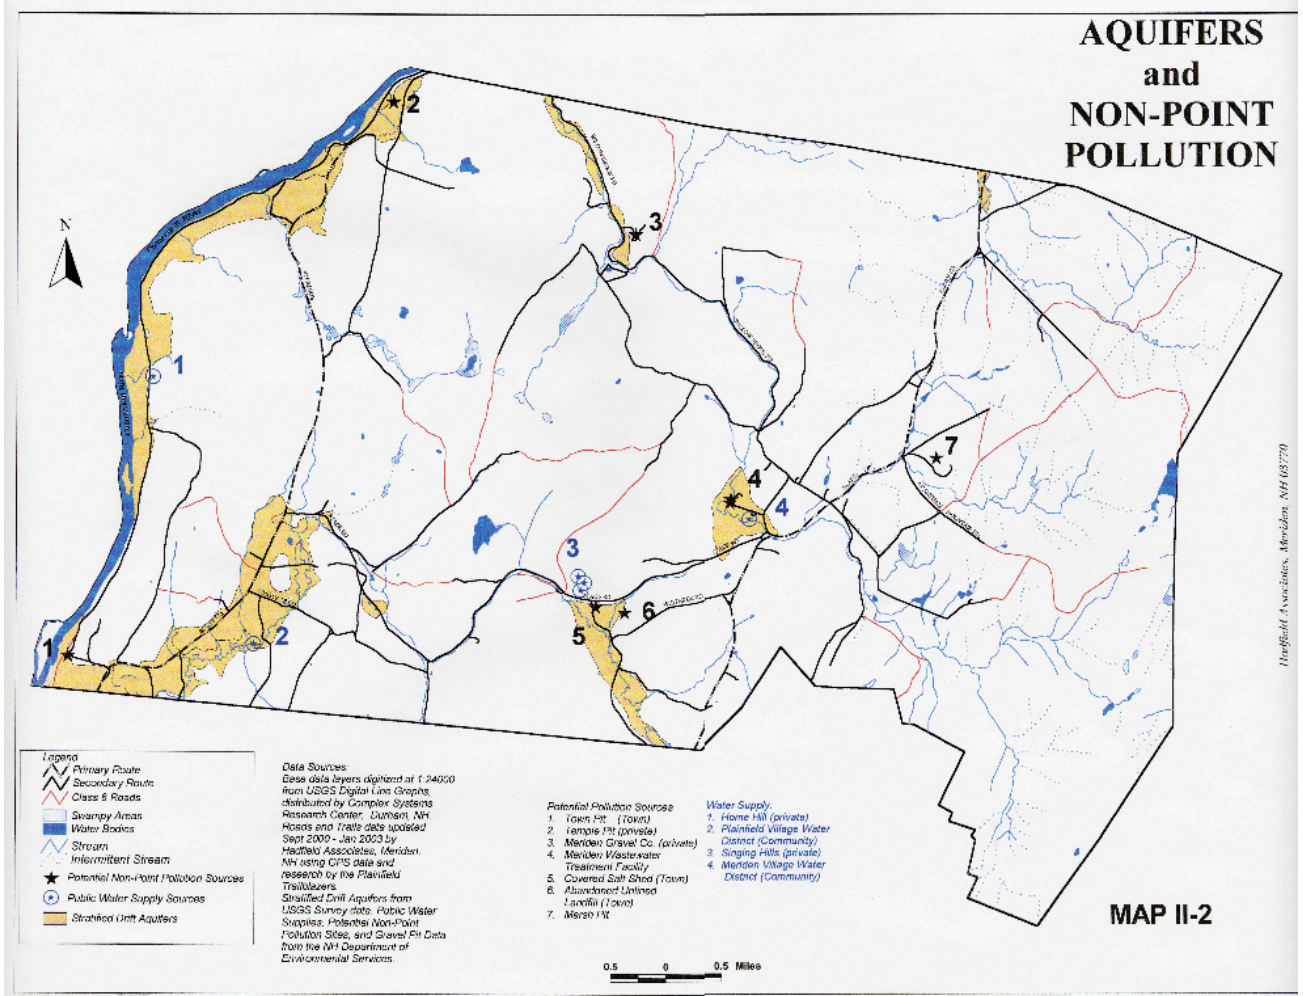 AQUIFERS
and
NON-POINT
POLLUTION
N
2
3
1
7
4
4
3
5
6
2
1
Connecticut River
Hadfield Associates, Meriden, NH 03770
Legend
Primary Route
Secondary Route
Class 6 Roads
Swampy Areas
Water Bodies
Stream
Intermittent Stream
Potential Non-Point Pollution Sources
Public Water Supply Sources
Stratified Drift Aquifers
Data Sources:
Base data layers digitized at 1:24000
from USGS Digital Line Graphs,
distributed by Complex Systems
Research Center, Durham, NH.
Roads and Trails data updated
Sept 2000 - Jan 2003 by
Hadfield Associates, Meriden,
NH using GPS data and
research by the Plainfield
Trailblazers.
Stratified Drift Aquifers from
USGS Survey data. Public Water
Supplies, Potential Non-Point
Pollution Sites, and Gravel Pit Data
from the NH Department of
Environmental Services.
Potential Pollution Sources
1. Town Pit (Town)
2. Temple Pit (private)
3. Meriden Gravel Co. (private)
4. Meriden Wastewater
Treatment Facility
5. Covered Salt Shed (Town)
6. Abandoned Unlined
Landfill (Town)
7. Marsh Pit
Water Supply:
1. Home Hill (private)
2. Plainfield Village Water
District (Community)
3 Singing Hills (private)
4. Meriden Village Water
District (Community)
MAP II-2
0.5 0 0.5 Miles